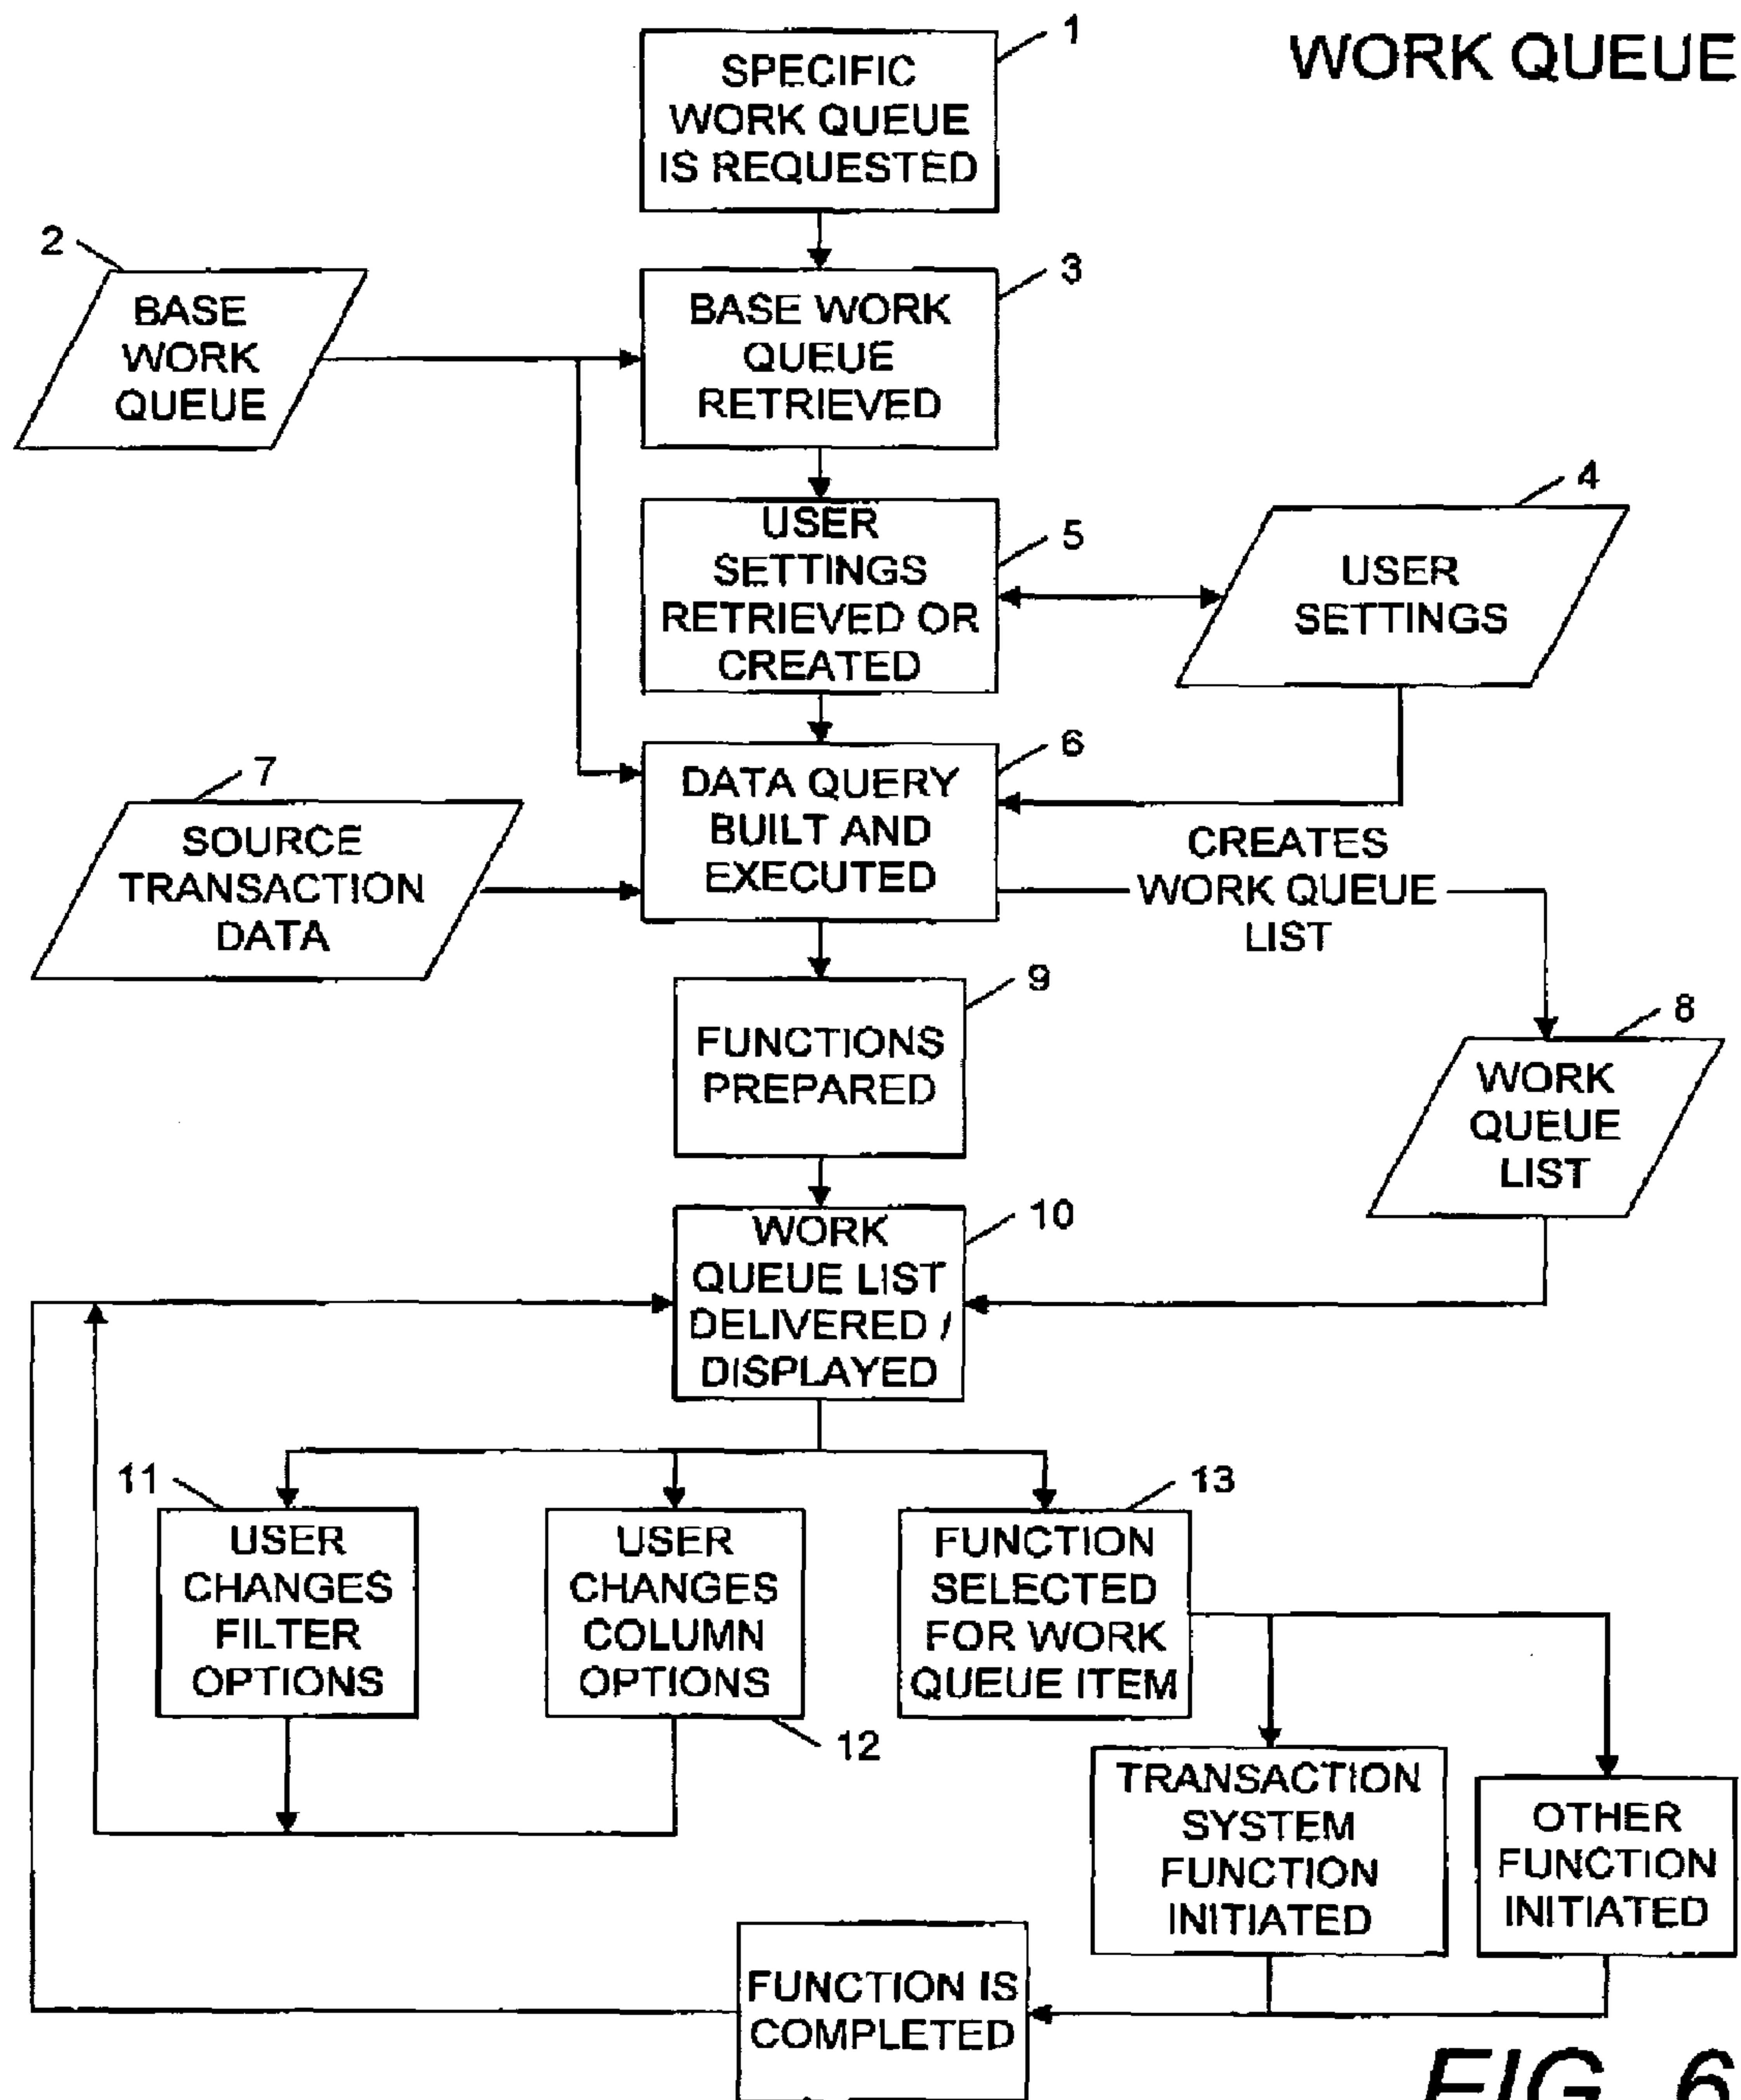 WORK QUEUE
1
SPECIFIC
WORK QUEUE
IS REQUESTED
2
BASE
WORK
QUEUE
3
BASE WORK
QUEUE
RETRIEVED
4
USER
SETTINGS
5
USER
SETTINGS
RETRIEVED OR
CREATED
6
DATA QUERY
BUILT AND
EXECUTED
7
SOURCE
TRANSACTION
DATA
CREATES
WORK QUEUE
LIST
8
WORK
QUEUE
LIST
9
FUNCTIONS
PREPARED
10
WORK
QUEUE LIST
DELIVERED /
DISPLAYED
11
USER
CHANGES
FILTER
OPTIONS
USER
CHANGES
COLUMN
OPTIONS
12
13
FUNCTION
SELECTED
FOR WORK
QUEUE ITEM
TRANSACTION
SYSTEM
FUNCTION
INITIATED
OTHER
FUNCTION
INITIATED
FUNCTION IS
COMPLETED
FIG. 6